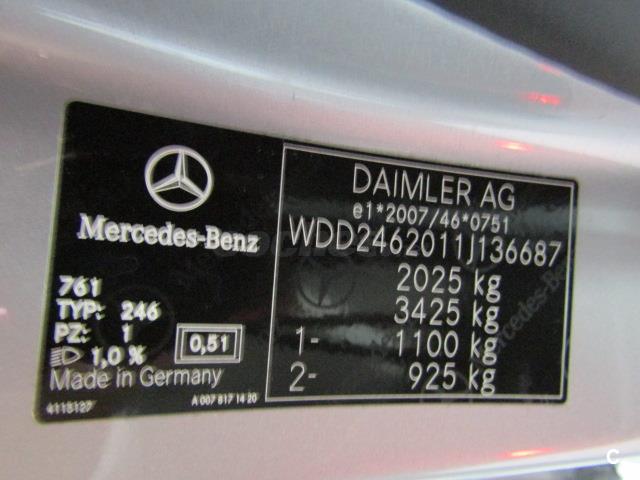 Mercedes-Benz
761
TYP: 246
PZ: 1
1,0 %
0,51
Made in Germany
4115127
A 007 817 14 20
DAIMLER AG
e1*2007/46*0751
WDD2462011J136687
2025 kg
3425 kg
1- 1100 kg
2- 925 kg